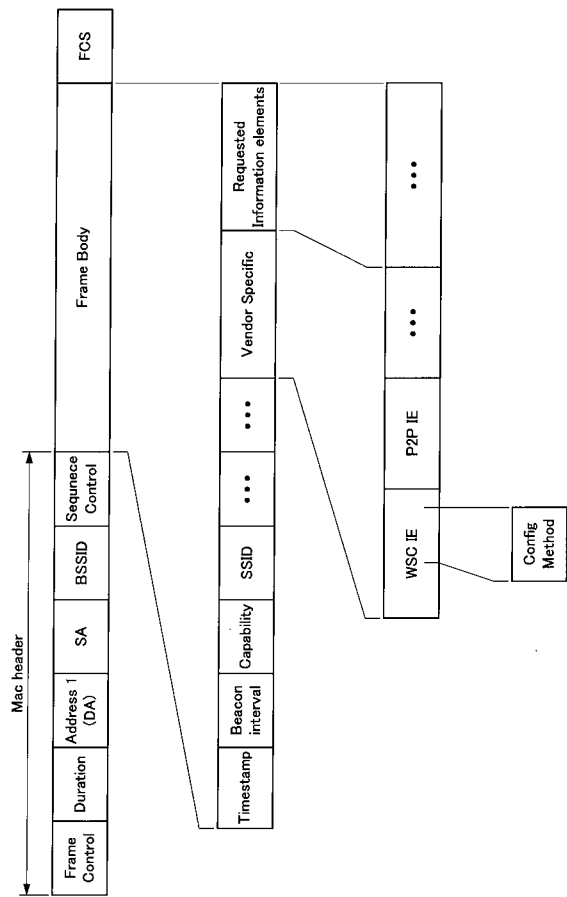 Mac header
Frame
Control
Duration
Address 1
(DA)
SA
BSSID
Sequnece
Control
Frame Body
FCS
Timestamp
Beacon
interval
Capability
SSID
•••
•••
Vendor Specific
Requested
Information elements
WSC IE
P2P IE
•••
•••
Config
Method